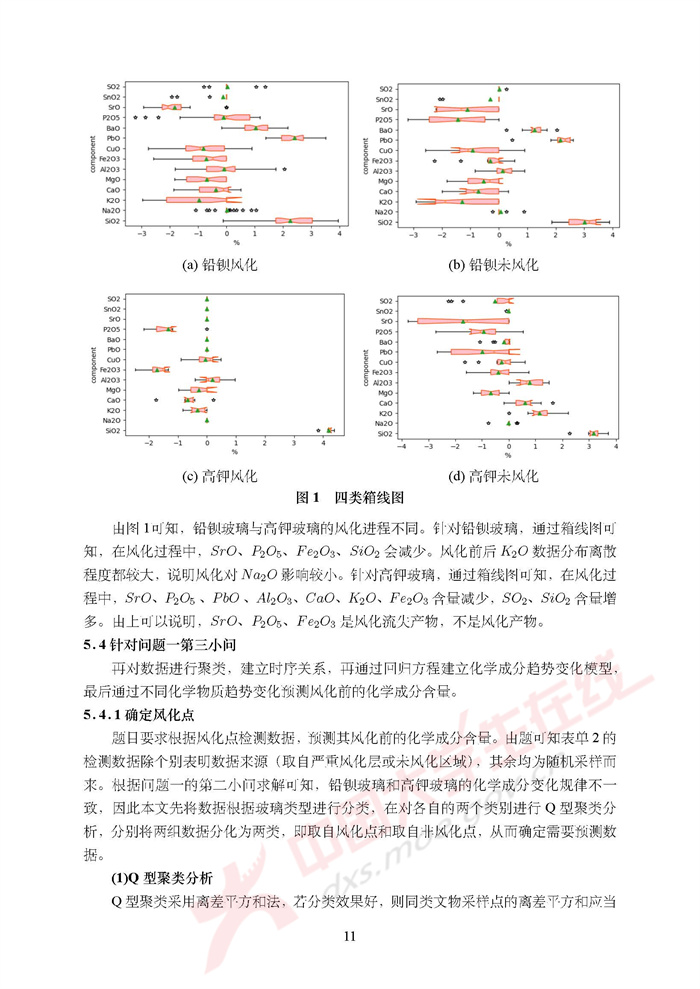 SO2
SnO2
SrO
P2O5
BaO
PbO
CuO
Fe2O3
Al2O3
MgO
CaO
K2O
Na2O
SiO2
component
−3 −2 −1 0 1 2 3 4
%
(a) 铅钡风化
SO2
SnO2
SrO
P2O5
BaO
PbO
CuO
Fe2O3
Al2O3
MgO
CaO
K2O
Na2O
SiO2
component
−3 −2 −1 0 1 2 3 4
%
(b) 铅钡未风化
SO2
SnO2
SrO
P2O5
BaO
PbO
CuO
Fe2O3
Al2O3
MgO
CaO
K2O
Na2O
SiO2
component
−2 −1 0 1 2 3 4
%
(c) 高钾风化
SO2
SnO2
SrO
P2O5
BaO
PbO
CuO
Fe2O3
Al2O3
MgO
CaO
K2O
Na2O
SiO2
component
−4 −3 −2 −1 0 1 2 3 4
%
(d) 高钾未风化
图 1 四类箱线图
由图 1可知，铅钡玻璃与高钾玻璃的风化进程不同。针对铅钡玻璃，通过箱线图可
知，在风化过程中，SrO、P₂O₅、Fe₂O₃、SiO₂ 会减少。风化前后 K₂O 数据分布离散
程度都较大，说明风化对 Na₂O 影响较小。针对高钾玻璃，通过箱线图可知，在风化过
程中，SrO、P₂O₅ 、PbO 、Al₂O₃、CaO、K₂O、Fe₂O₃ 含量减少，SO₂、SiO₂ 含量增
多。由上可以说明，SrO、P₂O₅、Fe₂O₃ 是风化流失产物，不是风化产物。
5.4 针对问题一第三小问
再对数据进行聚类，建立时序关系，再通过回归方程建立化学成分趋势变化模型，
最后通过不同化学物质趋势变化预测风化前的化学成分含量。
5.4.1 确定风化点
题目要求根据风化点检测数据，预测其风化前的化学成分含量。由题可知表单 2 的
检测数据除个别表明数据来源（取自严重风化层或未风化区域），其余均为随机采样而
来。根据问题一的第二小问求解可知，铅钡玻璃和高钾玻璃的化学成分变化规律不一
致，因此本文先将数据根据玻璃类型进行分类，在对各自的两个类别进行 Q 型聚类分
析，分别将两组数据分化为两类，即取自风化点和取自非风化点，从而确定需要预测数
据。
(1)Q 型聚类分析
Q 型聚类采用离差平方和法，若分类效果好，则同类文物采样点的离差平方和应当
11
中国大学生在线
dxs.moe.gov.cn